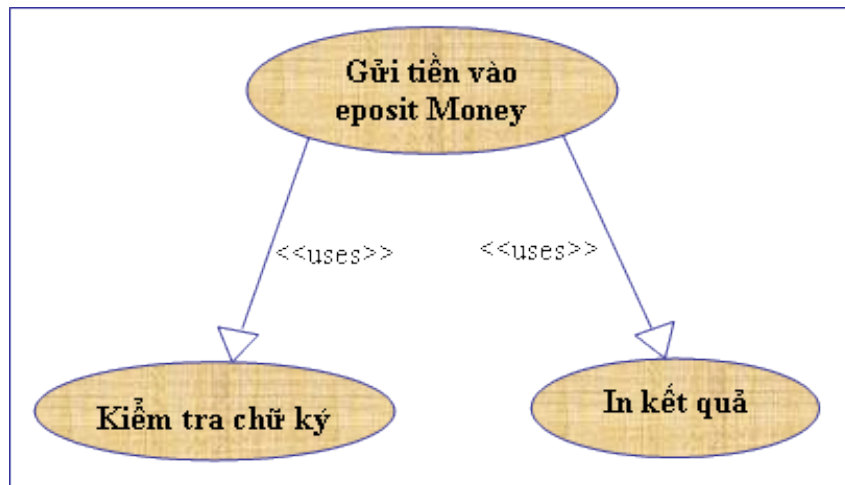 Gửi tiền vào
eposit Money
<<uses>>
<<uses>>
Kiểm tra chữ ký
In kết quả